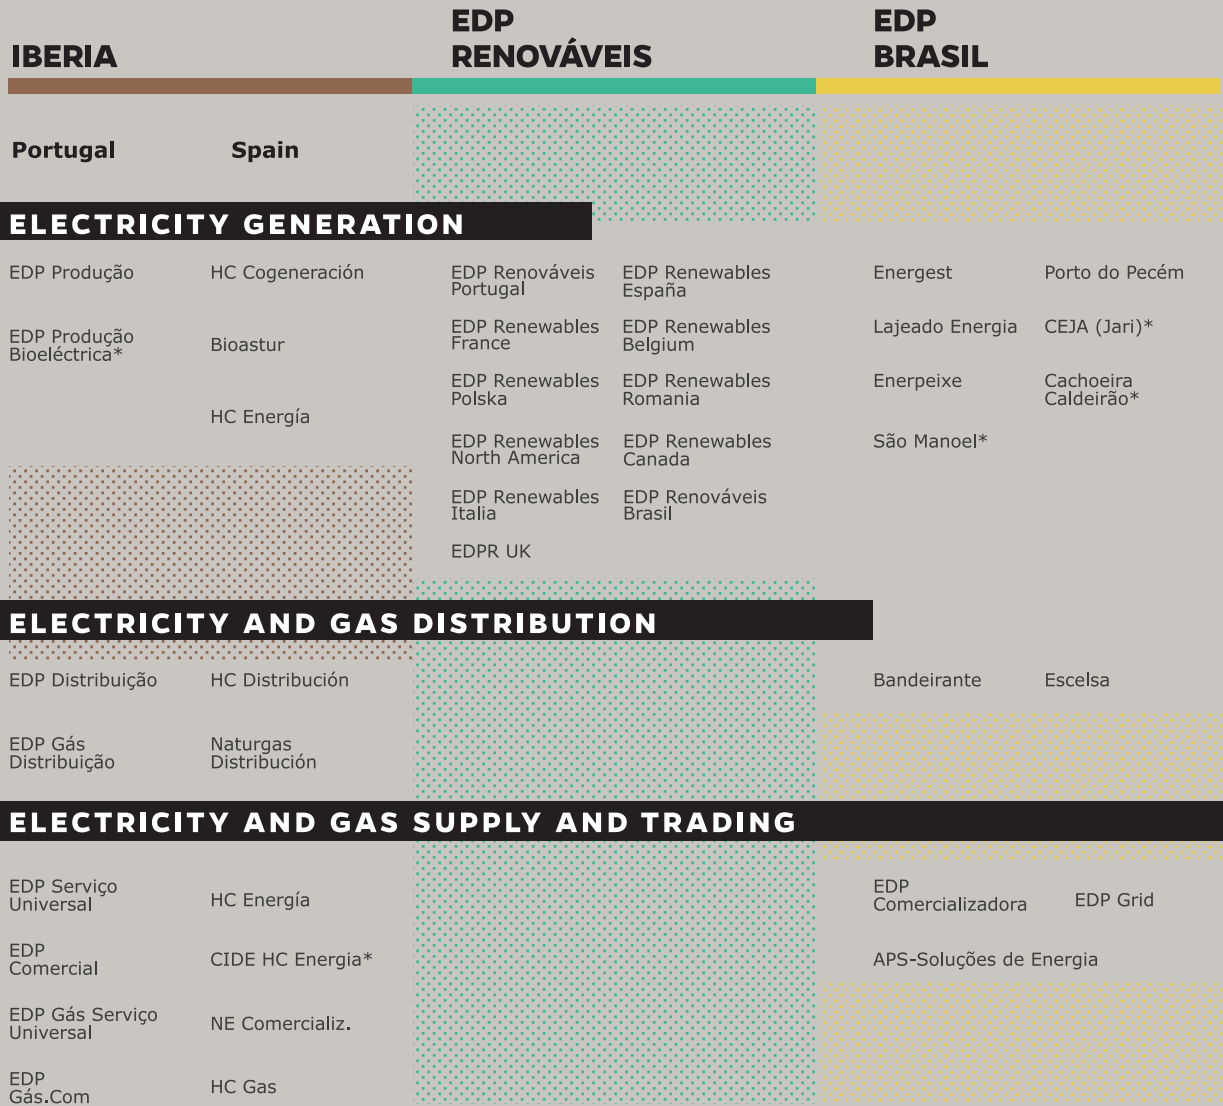 IBERIA
EDP
RENOVÁVEIS
EDP
BRASIL
Portugal
Spain
ELECTRICITY GENERATION
EDP Produção
HC Cogeneración
EDP Produção
Bioeléctrica*
Bioastur
HC Energía
EDP Renováveis
Portugal
EDP Renewables
España
EDP Renewables
France
EDP Renewables
Belgium
EDP Renewables
Polska
EDP Renewables
Romania
EDP Renewables
North America
EDP Renewables
Canada
EDP Renewables
Italia
EDP Renováveis
Brasil
EDPR UK
Energest
Porto do Pecém
Lajeado Energia
CEJA (Jari)*
Enerpeixe
Cachoeira
Caldeirão*
São Manoel*
ELECTRICITY AND GAS DISTRIBUTION
EDP Distribuição
HC Distribución
EDP Gás
Distribuição
Naturgas
Distribución
Bandeirante
Escelsa
ELECTRICITY AND GAS SUPPLY AND TRADING
EDP Serviço
Universal
HC Energía
EDP
Comercial
CIDE HC Energia*
EDP Gás Serviço
Universal
NE Comercializ.
EDP
Gás.Com
HC Gas
EDP
Comercializadora
EDP Grid
APS-Soluções de Energia